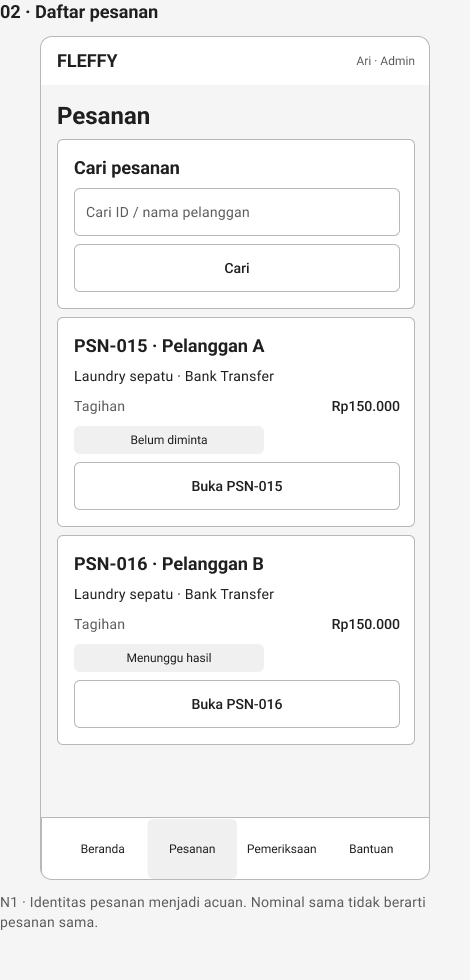 02 · Daftar pesanan
FLEFFY
Ari · Admin
Pesanan
Cari pesanan
Cari ID / nama pelanggan
Cari
PSN-015 · Pelanggan A
Laundry sepatu · Bank Transfer
Tagihan
Rp150.000
Belum diminta
Buka PSN-015
PSN-016 · Pelanggan B
Laundry sepatu · Bank Transfer
Tagihan
Rp150.000
Menunggu hasil
Buka PSN-016
Beranda
Pesanan
Pemeriksaan
Bantuan
N1 · Identitas pesanan menjadi acuan. Nominal sama tidak berarti
pesanan sama.